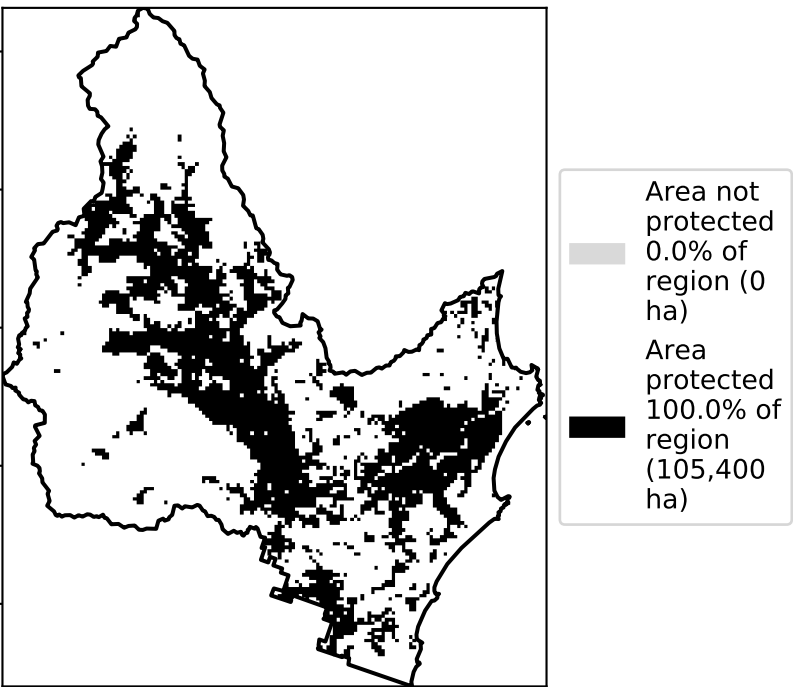 Area not
protected
0.0% of
region (0
ha)
Area
protected
100.0% of
region
(105,400
ha)